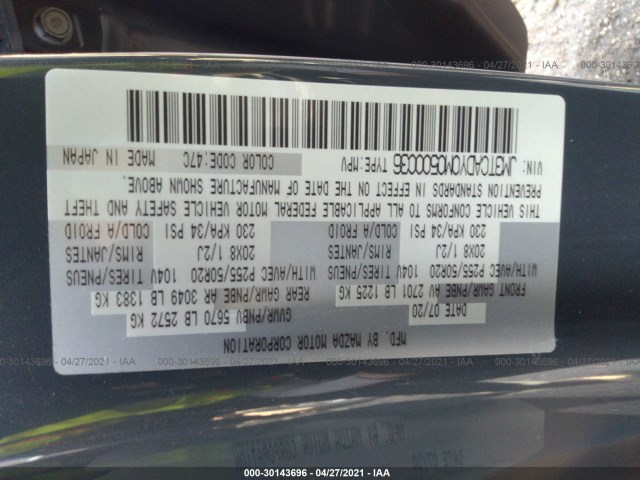 MFD. BY MAZDA MOTOR CORPORATION
DATE 07/20 GVWR/PNBV 5670 LB 2572 KG
FRONT GAWR/PNBE AV 2701 LB 1225 KG REAR GAWR/PNBE AR 3049 LB 1383 KG
WITH/AVEC P255/50R20 104V TIRES/PNEUS WITH/AVEC P255/50R20 104V TIRES/PNEUS
20X8 1/2J RIMS/JANTES 20X8 1/2J RIMS/JANTES
230 KPA/34 PSI COLD/A FROID 230 KPA/34 PSI COLD/A FROID
THIS VEHICLE CONFORMS TO ALL APPLICABLE FEDERAL MOTOR VEHICLE SAFETY AND THEFT
PREVENTION STANDARDS IN EFFECT ON THE DATE OF MANUFACTURE SHOWN ABOVE.
VIN: JM3TCADY0M0500036 TYPE:MPV COLOR CODE:47C MADE IN JAPAN
000-30143696 - 04/27/2021 - IAA